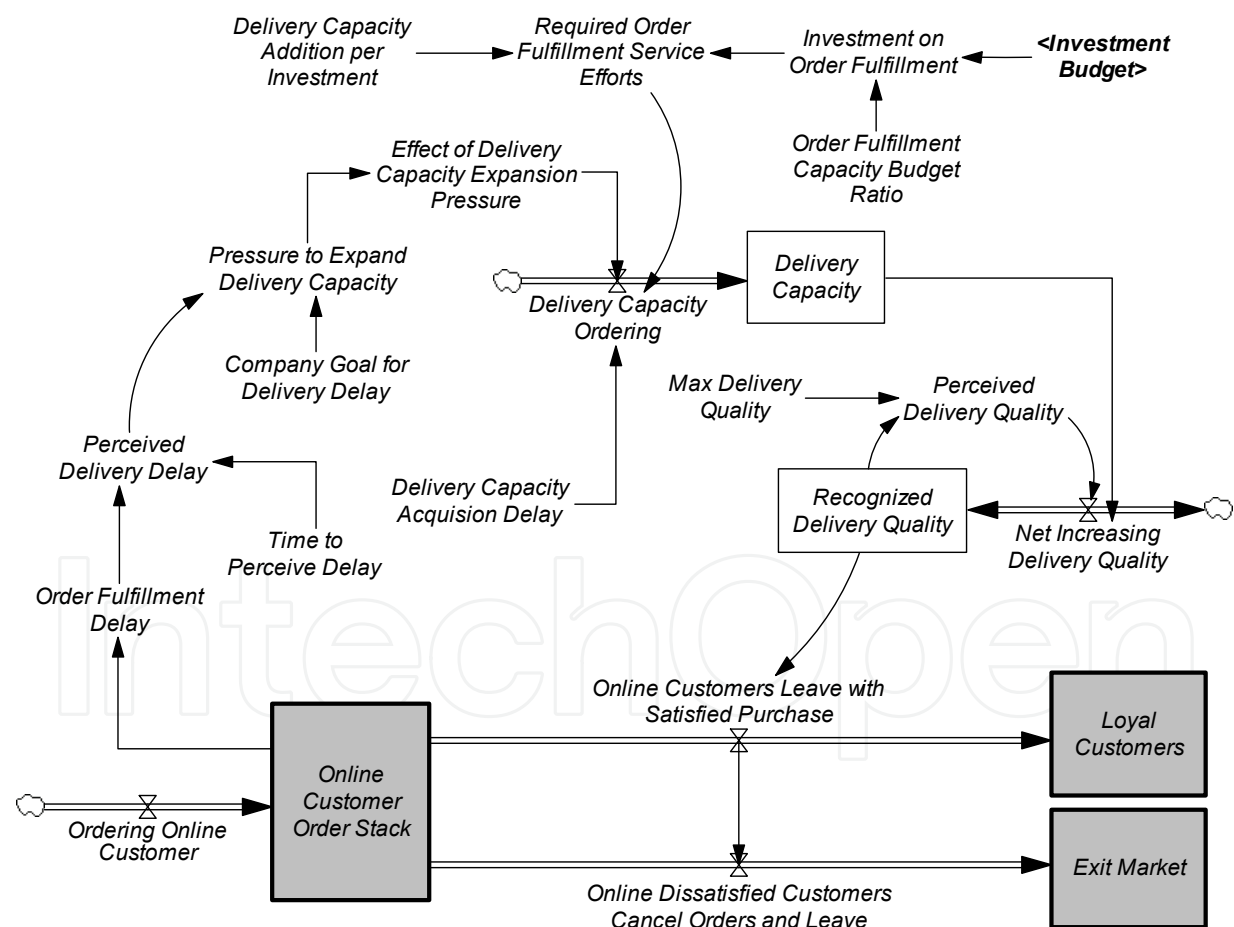 Delivery Capacity
Addition per
Investment
Required Order
Fulfillment Service
Efforts
Investment on
Order Fulfillment
<Investment
Budget>
Order Fulfillment
Capacity Budget
Ratio
Effect of Delivery
Capacity Expansion
Pressure
Pressure to Expand
Delivery Capacity
Delivery
Capacity
Delivery Capacity
Ordering
Company Goal for
Delivery Delay
Max Delivery
Quality
Perceived
Delivery Quality
Perceived
Delivery Delay
Delivery Capacity
Acquision Delay
Recognized
Delivery Quality
Net Increasing
Delivery Quality
Time to
Perceive Delay
Order Fulfillment
Delay
IntechOpen
Online Customers Leave with
Satisfied Purchase
Loyal
Customers
Online
Customer
Order Stack
Ordering Online
Customer
Exit Market
Online Dissatisfied Customers
Cancel Orders and Leave